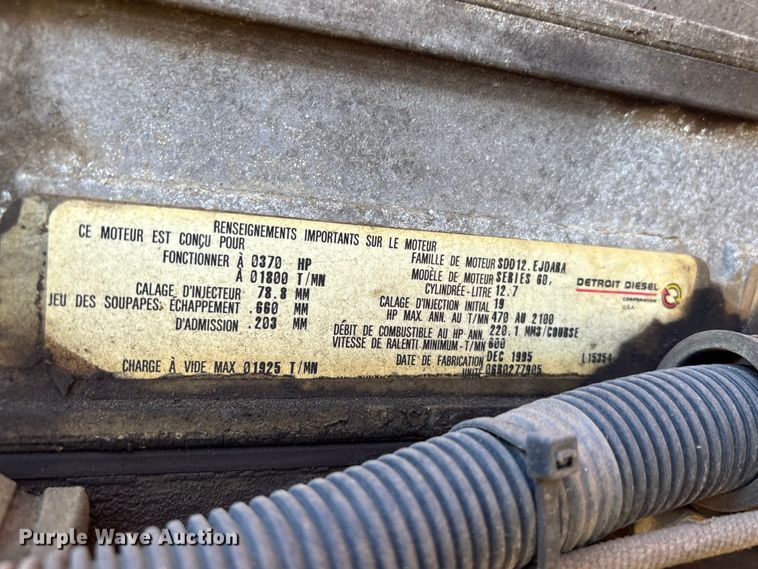 RENSEIGNEMENTS IMPORTANTS SUR LE MOTEUR
CE MOTEUR EST CONÇU POUR
FONCTIONNER À 0370 HP
À 01800 T/MN
CALAGE D'INJECTEUR 78.8 MM
JEU DES SOUPAPES: ÉCHAPPEMENT .660 MM
D'ADMISSION .203 MM
CHARGE À VIDE MAX 01925 T/MN
FAMILLE DE MOTEUR SDD12.EJDARA
MODÈLE DE MOTEUR SERIES 60,
CYLINDRÉE-LITRE 12.7
CALAGE D'INJECTION INITIAL 19
HP MAX ANN. AU T/MN 470 AU 2100
DÉBIT DE COMBUSTIBLE AU HP ANN. 220.1 MM3/COURSE
VITESSE DE RALENTI MINIMUM-T/MN 600
DATE DE FABRICATION DEC 1995 L15354
UNITÉ 06R0277905
DETROIT DIESEL
CORPORATION
U.S.A.
Purple Wave Auction